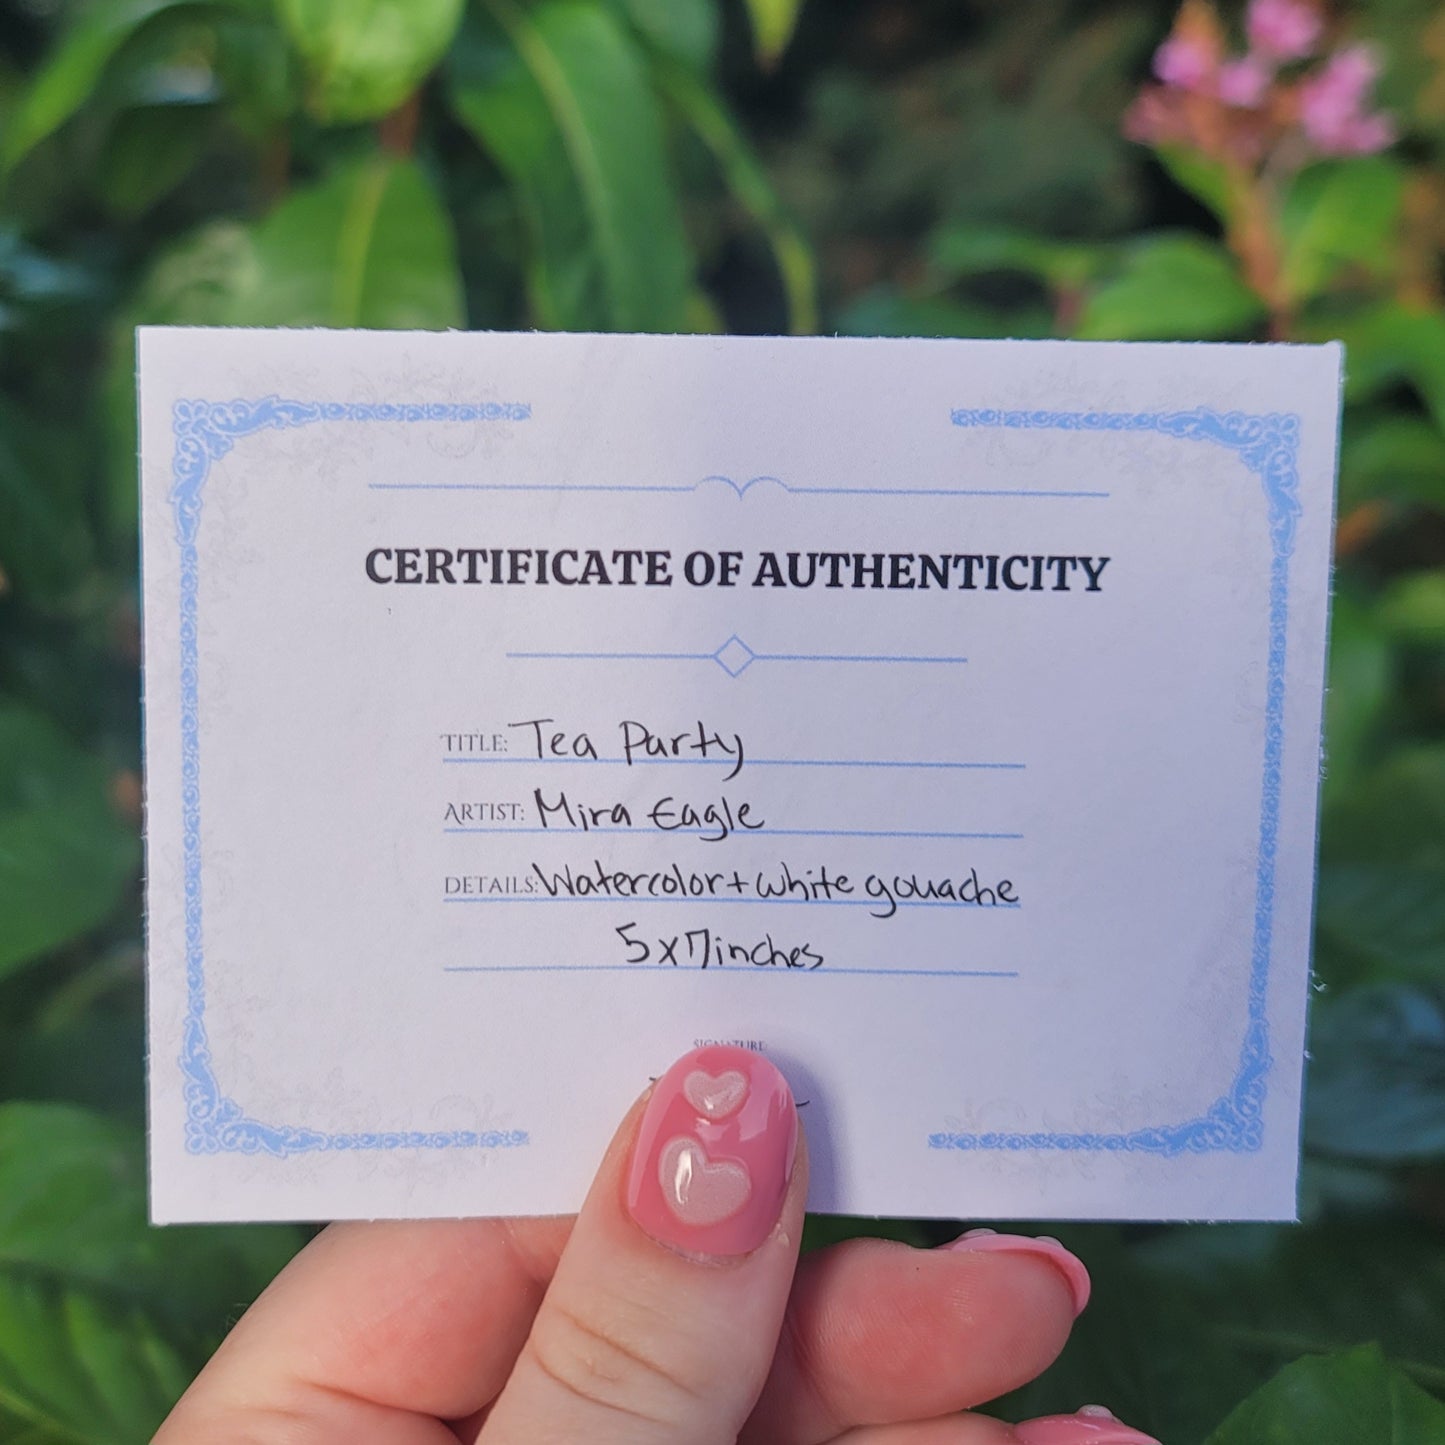 CERTIFICATE OF AUTHENTICITY
TITLE: Tea Party
ARTIST: Mira Eagle
DETAILS: Watercolor + white gouache
5x7 inches
SIGNATURE